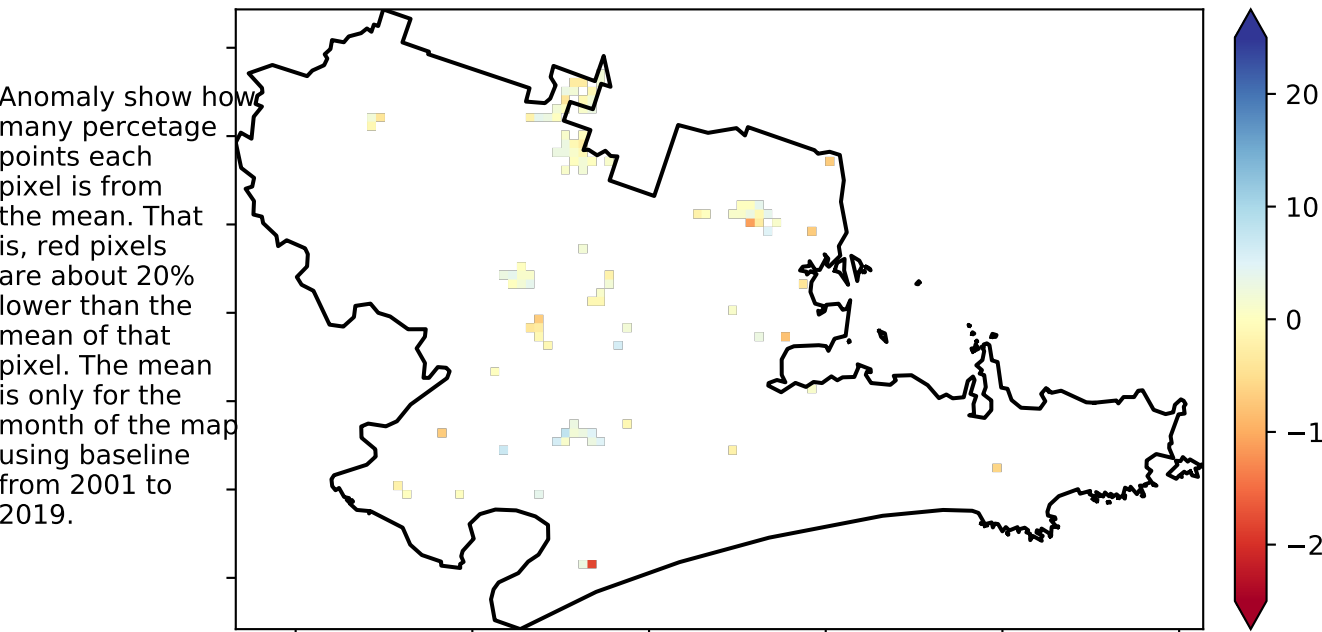 Anomaly show how
many percetage
points each
pixel is from
the mean. That
is, red pixels
are about 20%
lower than the
mean of that
pixel. The mean
is only for the
month of the map
using baseline
from 2001 to
2019.
20
10
0
−1
−2